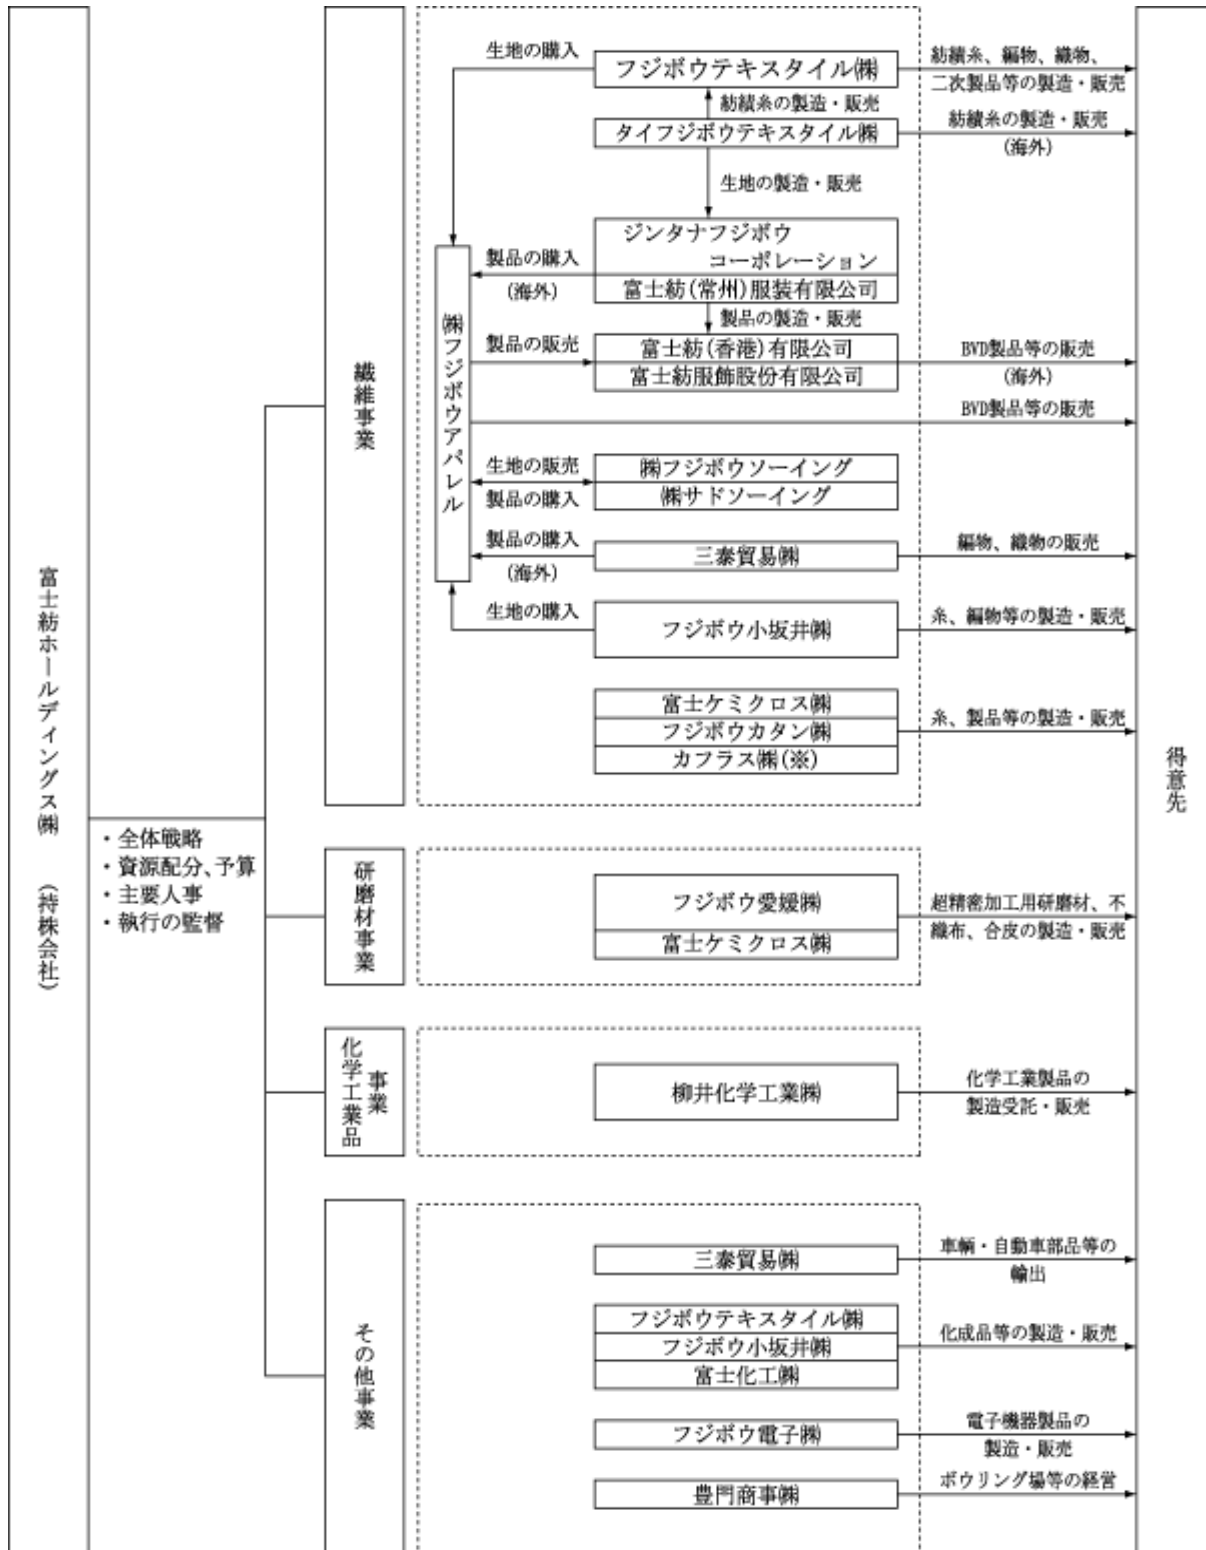 富士紡ホールディングス㈱　（持株会社）
・全体戦略
・資源配分、予算
・主要人事
・執行の監督
繊維事業
生地の購入
フジボウテキスタイル㈱
紡績糸、編物、織物、
二次製品等の製造・販売
紡績糸の製造・販売
タイフジボウテキスタイル㈱
紡績糸の製造・販売
(海外)
生地の製造・販売
㈱フジボウアパレル
製品の購入
(海外)
ジンタナフジボウ
コーポレーション
富士紡(常州)服装有限公司
製品の製造・販売
製品の販売
富士紡(香港)有限公司
富士紡服飾股份有限公司
BVD製品等の販売
(海外)
BVD製品等の販売
生地の販売
製品の購入
㈱フジボウソーイング
㈱サドソーイング
製品の購入
(海外)
三泰貿易㈱
編物、織物の販売
生地の購入
フジボウ小坂井㈱
糸、編物等の製造・販売
富士ケミクロス㈱
フジボウカタン㈱
カフラス㈱(※)
糸、製品等の製造・販売
研磨材事業
フジボウ愛媛㈱
富士ケミクロス㈱
超精密加工用研磨材、不
織布、合皮の製造・販売
化学工業品
事業
柳井化学工業㈱
化学工業製品の
製造受託・販売
その他事業
三泰貿易㈱
車輌・自動車部品等の
輸出
フジボウテキスタイル㈱
フジボウ小坂井㈱
富士化工㈱
化成品等の製造・販売
フジボウ電子㈱
電子機器製品の
製造・販売
豊門商事㈱
ボウリング場等の経営
得意先